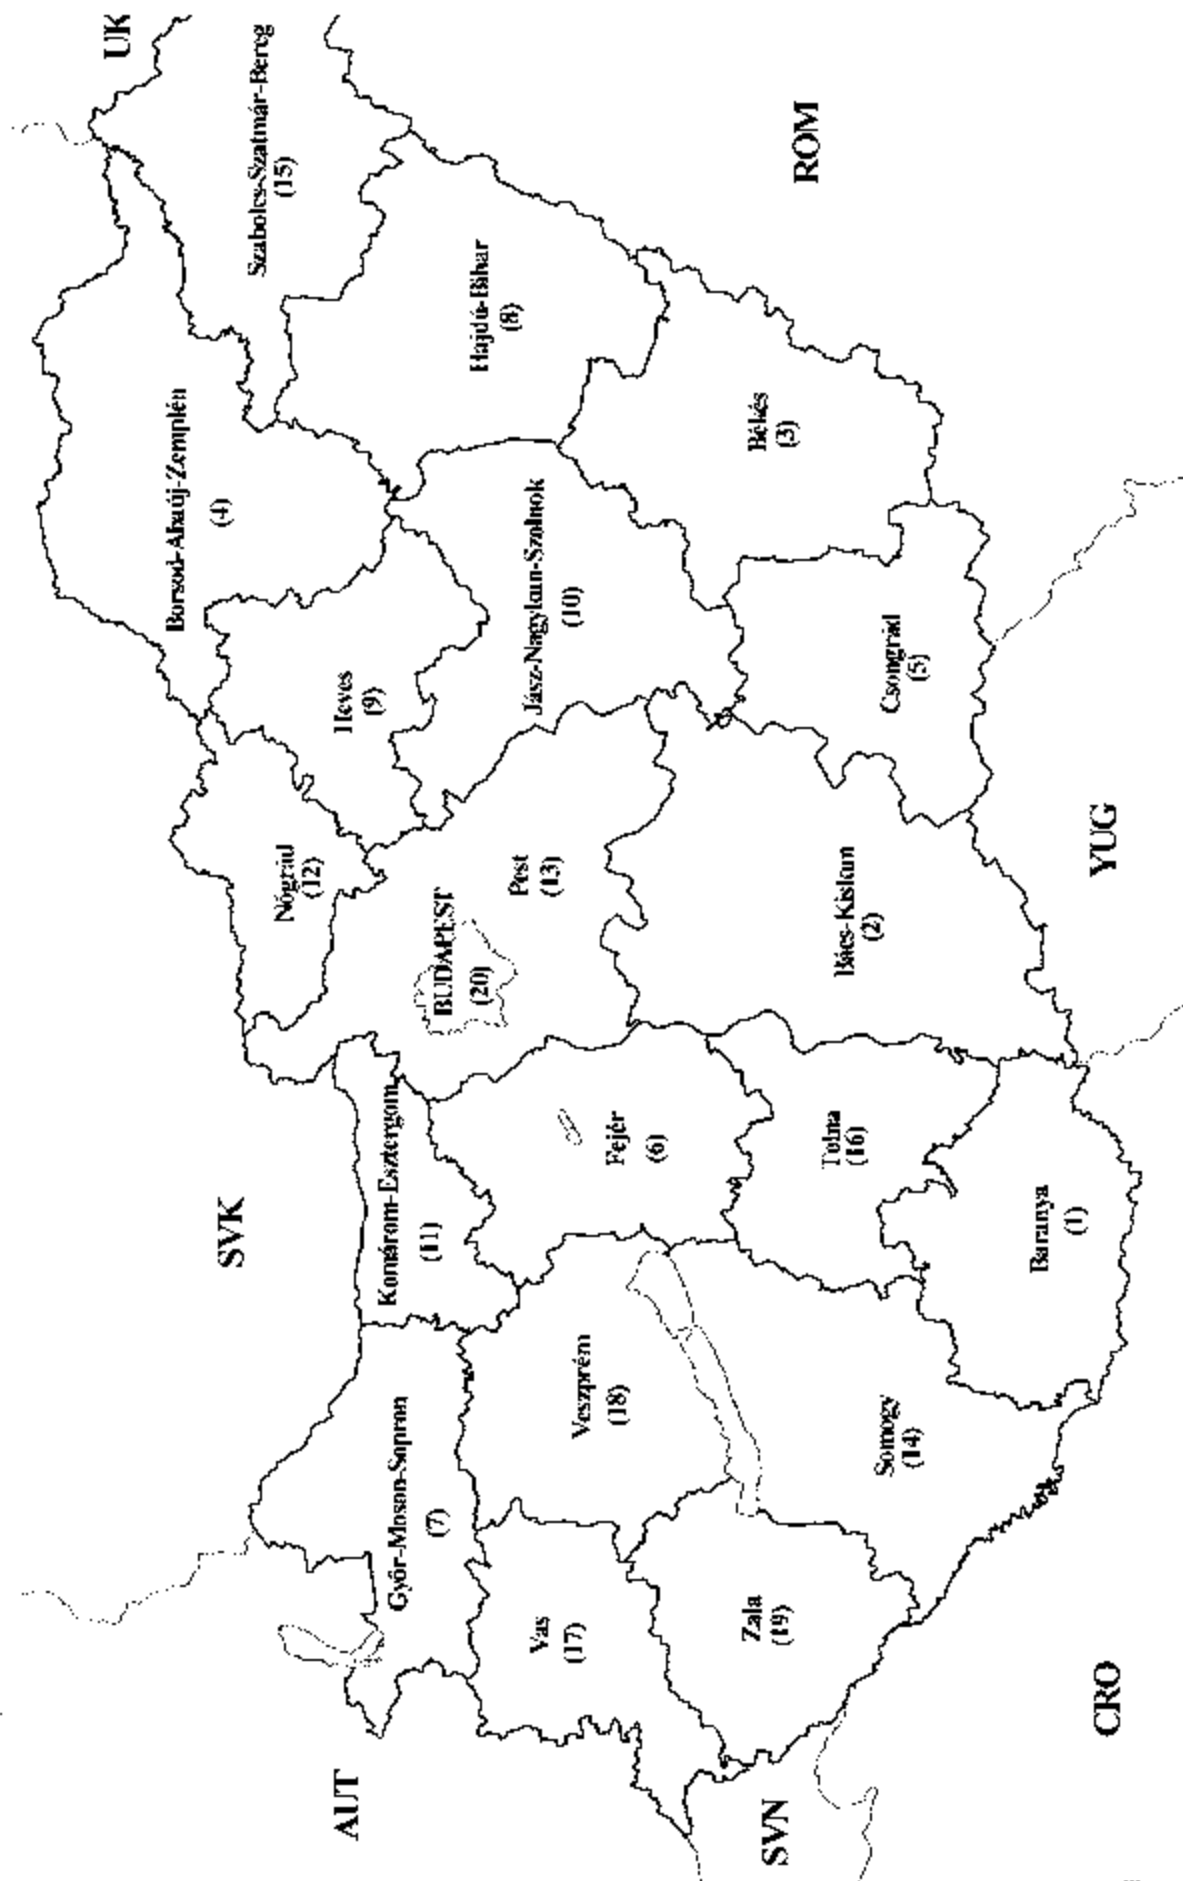 UK
Szabolcs-Szatmár-Bereg
(15)
Borsod-Abaúj-Zemplén
(4)
Hajdú-Bihar
(8)
ROM
SVK
Nógrád
(12)
Heves
(9)
Jász-Nagykun-Szolnok
(10)
Békés
(3)
AUT
Győr-Moson-Sopron
(7)
Komárom-Esztergom
(11)
BUDAPEST
(20)
Pest
(13)
Vas
(17)
Veszprém
(18)
Fejér
(6)
Csongrád
(5)
Bács-Kiskun
(2)
Zala
(19)
Somogy
(14)
Tolna
(16)
Baranya
(1)
SVN
CRO
YUG